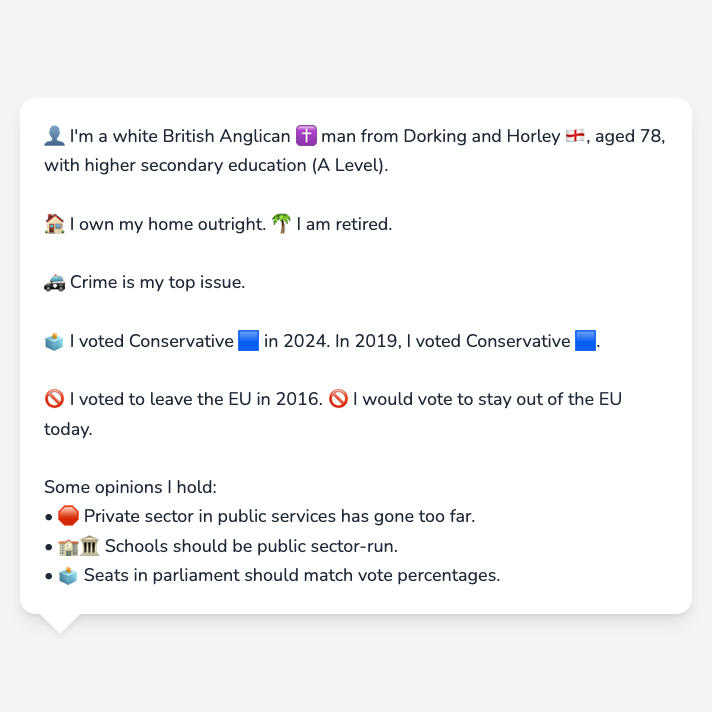 👤 I'm a white British Anglican ✝️ man from Dorking and Horley 🏴󠁧󠁢󠁥󠁮󠁧󠁿, aged 78,
with higher secondary education (A Level).
🏠 I own my home outright. 🌴 I am retired.
🚓 Crime is my top issue.
🗳️ I voted Conservative 🟦 in 2024. In 2019, I voted Conservative 🟦.
🚫 I voted to leave the EU in 2016. 🚫 I would vote to stay out of the EU
today.
Some opinions I hold:
• 🛑 Private sector in public services has gone too far.
• 🏫🏛️ Schools should be public sector-run.
• 🗳️ Seats in parliament should match vote percentages.